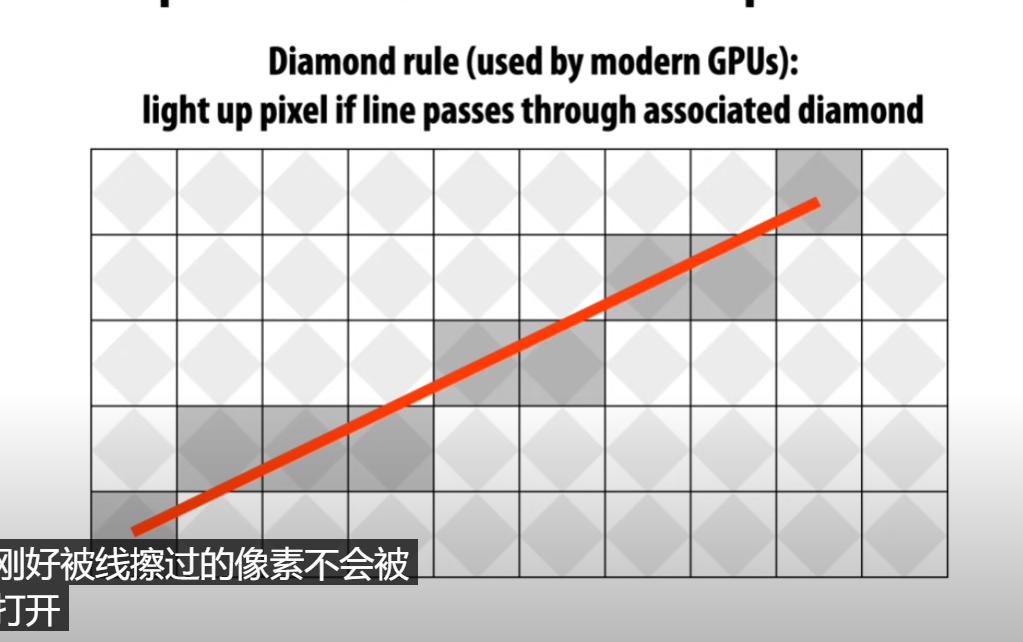 Diamond rule (used by modern GPUs):
light up pixel if line passes through associated diamond
刚好被线擦过的像素不会被
打开